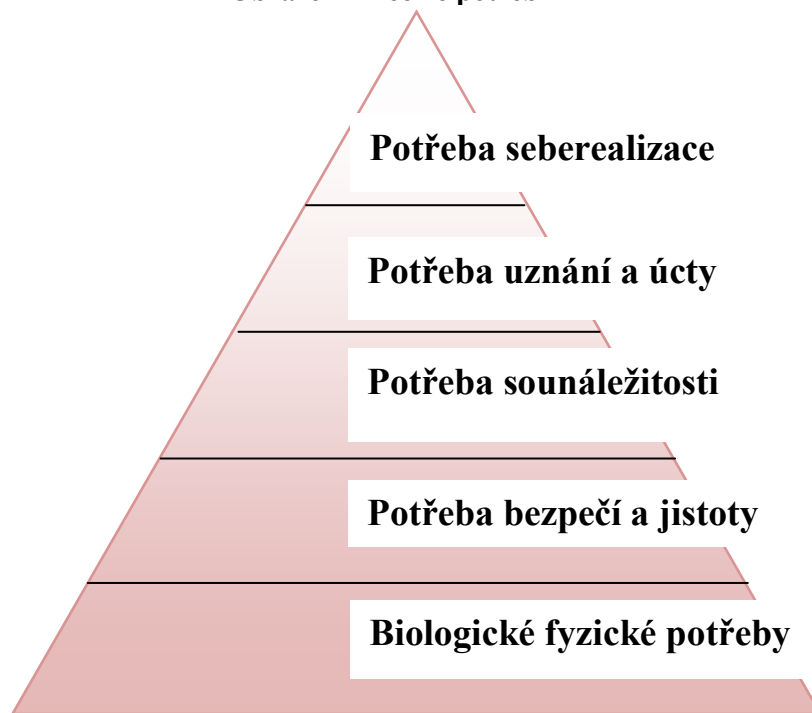 Potřeba seberealizace
Potřeba uznání a úcty
Potřeba sounáležitosti
Potřeba bezpečí a jistoty
Biologické fyzické potřeby